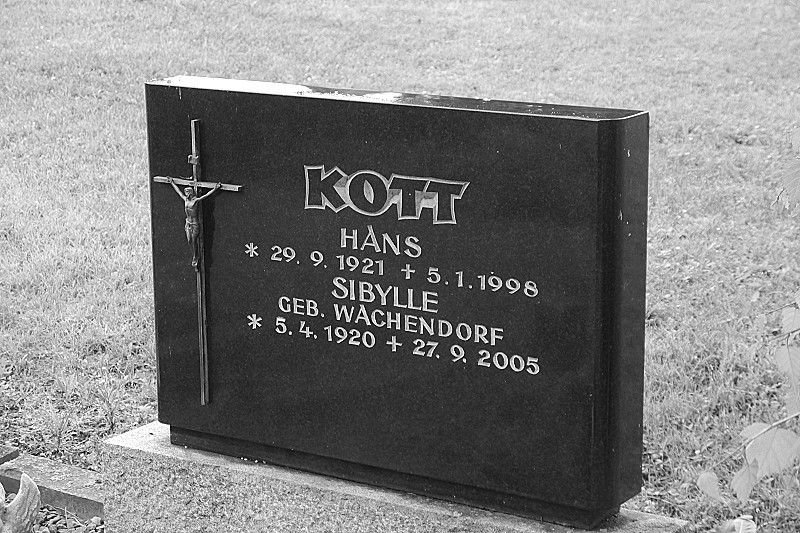 KOTT
HANS
* 29. 9. 1921 + 5. 1. 1998
SIBYLLE
GEB. WACHENDORF
* 5. 4. 1920 + 27. 9. 2005